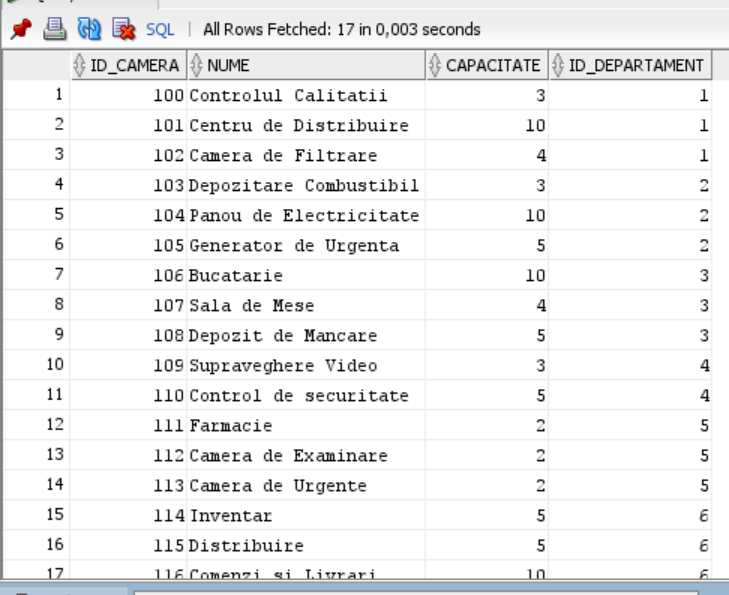 SQL | All Rows Fetched: 17 in 0,003 seconds
ID_CAMERA NUME CAPACITATE ID_DEPARTAMENT
1 100 Controlul Calitatii 3 1
2 101 Centru de Distribuire 10 1
3 102 Camera de Filtrare 4 1
4 103 Depozitare Combustibil 3 2
5 104 Panou de Electricitate 10 2
6 105 Generator de Urgenta 5 2
7 106 Bucatarie 10 3
8 107 Sala de Mese 4 3
9 108 Depozit de Mancare 5 3
10 109 Supraveghere Video 3 4
11 110 Control de securitate 5 4
12 111 Farmacie 2 5
13 112 Camera de Examinare 2 5
14 113 Camera de Urgente 2 5
15 114 Inventar 5 6
16 115 Distribuire 5 6
17 116 Comenzi si Livrari 10 6